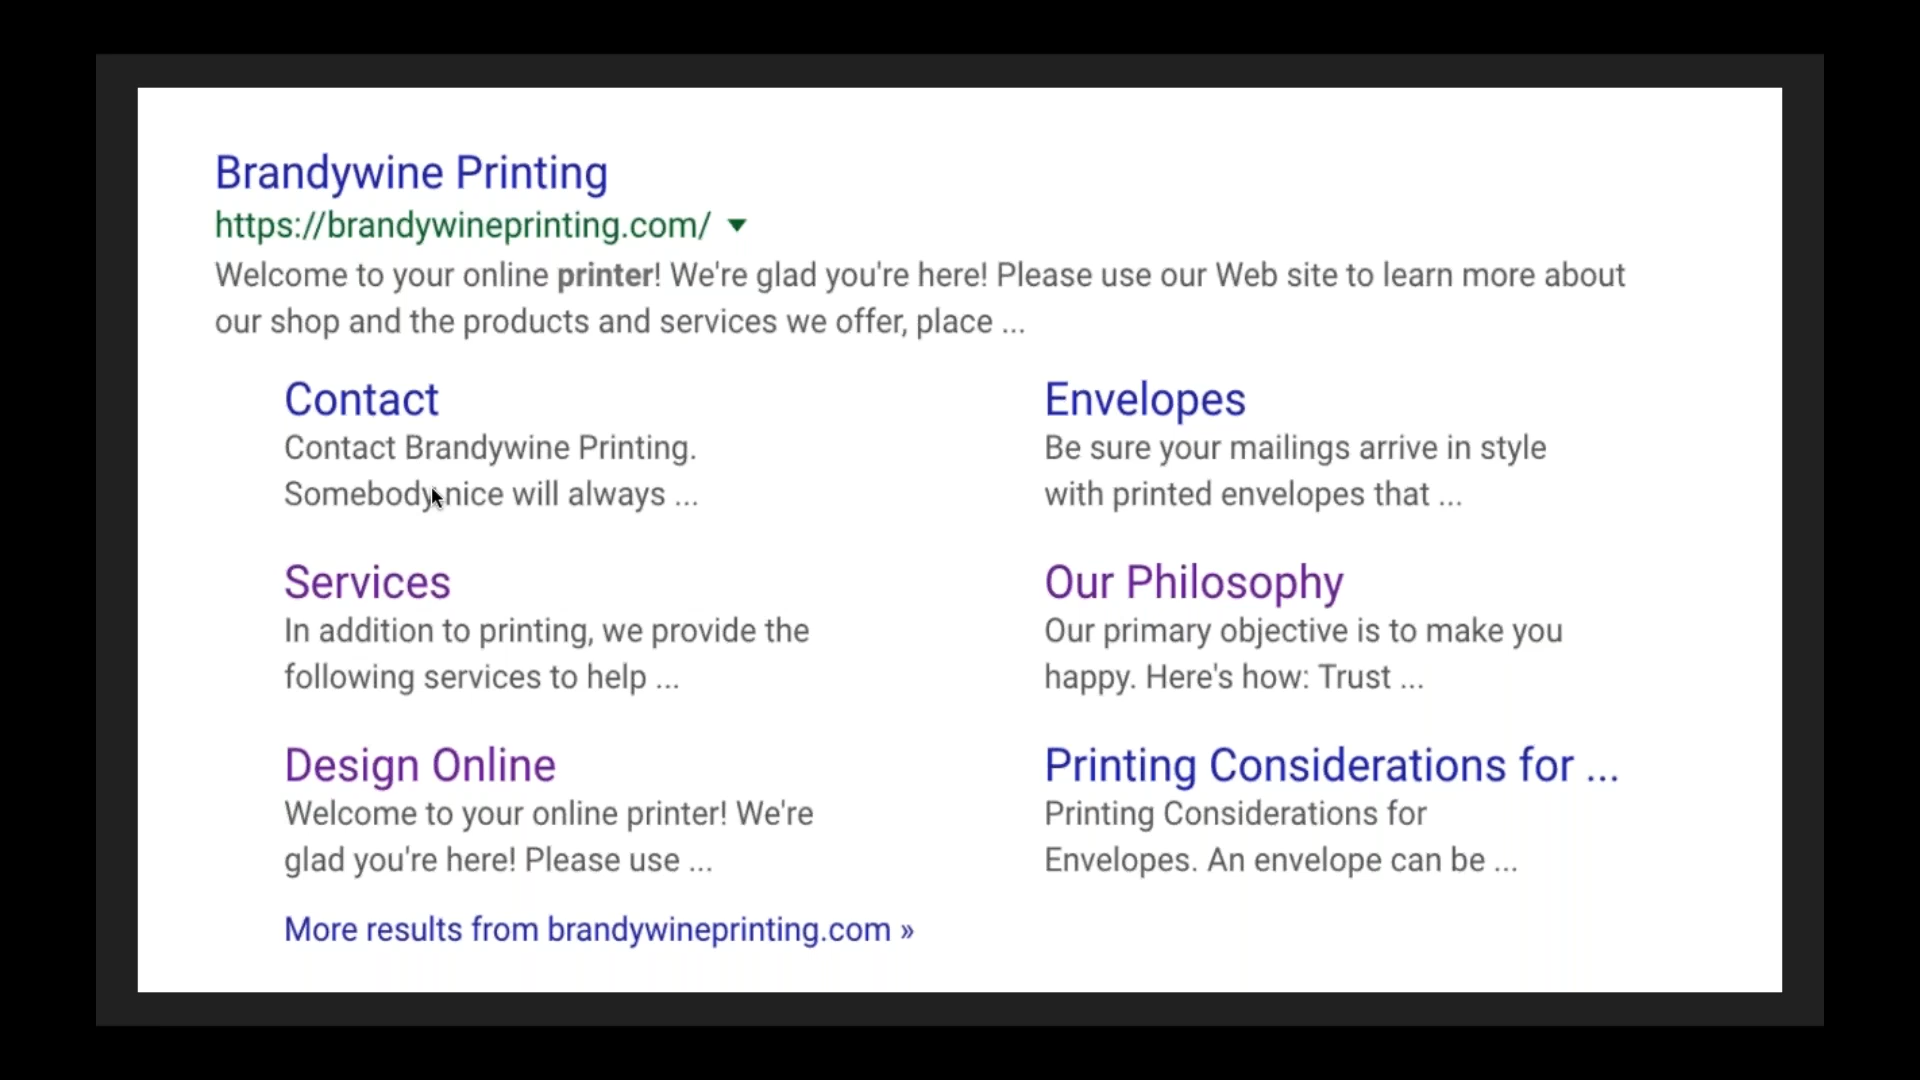 Brandywine Printing
https://brandywineprinting.com/
Welcome to your online printer! We're glad you're here! Please use our Web site to learn more about
our shop and the products and services we offer, place ...
Contact
Contact Brandywine Printing.
Somebody nice will always ...
Envelopes
Be sure your mailings arrive in style
with printed envelopes that ...
Services
In addition to printing, we provide the
following services to help ...
Our Philosophy
Our primary objective is to make you
happy. Here's how: Trust ...
Design Online
Welcome to your online printer! We're
glad you're here! Please use ...
Printing Considerations for ...
Printing Considerations for
Envelopes. An envelope can be ...
More results from brandywineprinting.com »